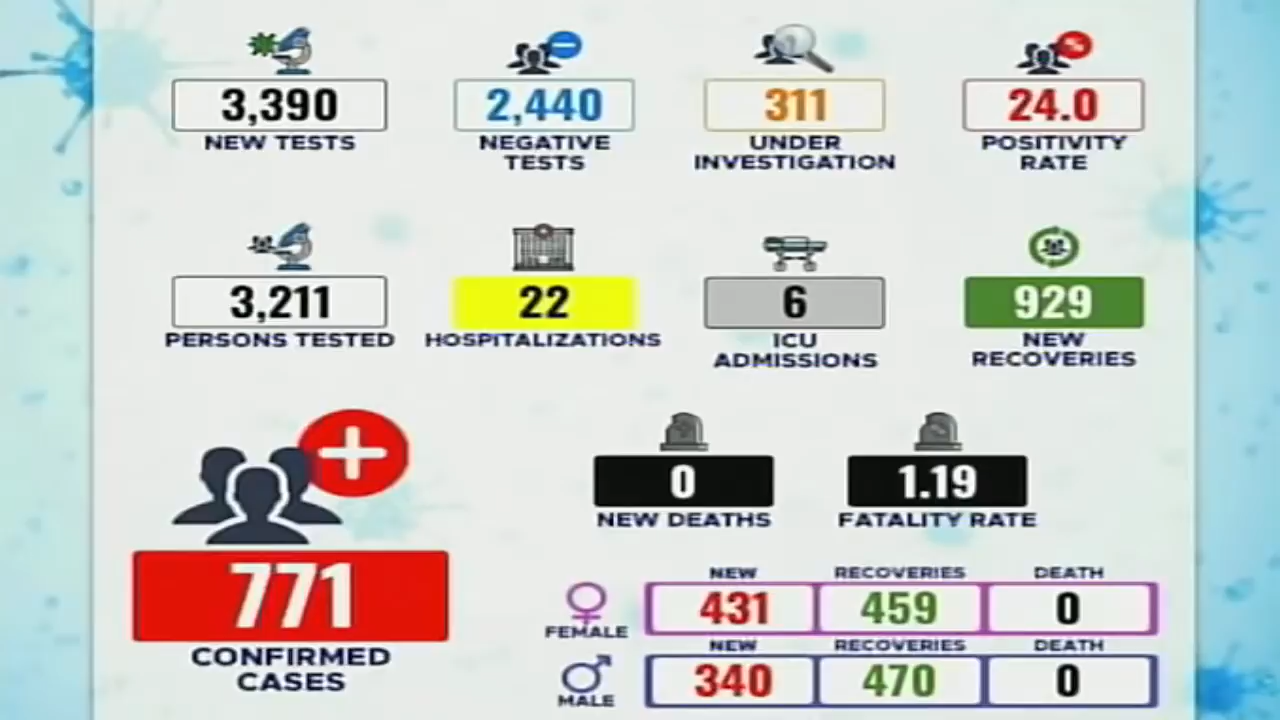 3,390
NEW TESTS
2,440
NEGATIVE
TESTS
311
UNDER
INVESTIGATION
%
24.0
POSITIVITY
RATE
3,211
PERSONS TESTED
22
HOSPITALIZATIONS
6
ICU
ADMISSIONS
929
NEW
RECOVERIES
771
CONFIRMED
CASES
0
NEW DEATHS
1.19
FATALITY RATE
NEW RECOVERIES DEATH
431 459 0
FEMALE
NEW RECOVERIES DEATH
340 470 0
MALE